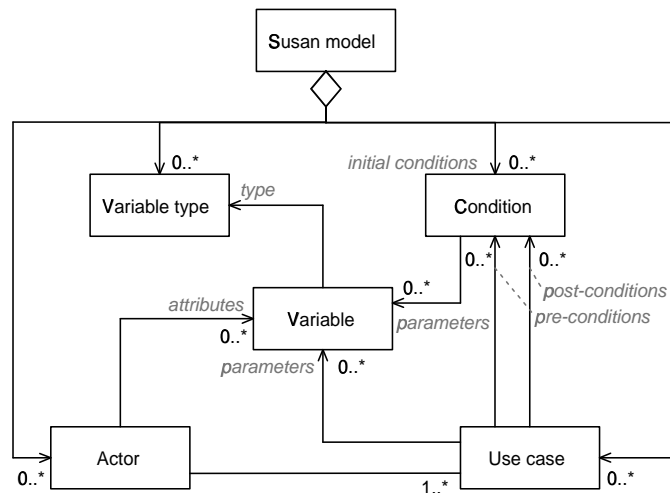 Susan model
0..*
initial conditions 0..*
Variable type
type
Condition
0..*
0..*
0..*
post-conditions
attributes
Variable
parameters
pre-conditions
0..*
parameters
0..*
Actor
Use case
0..*
1..*
0..*